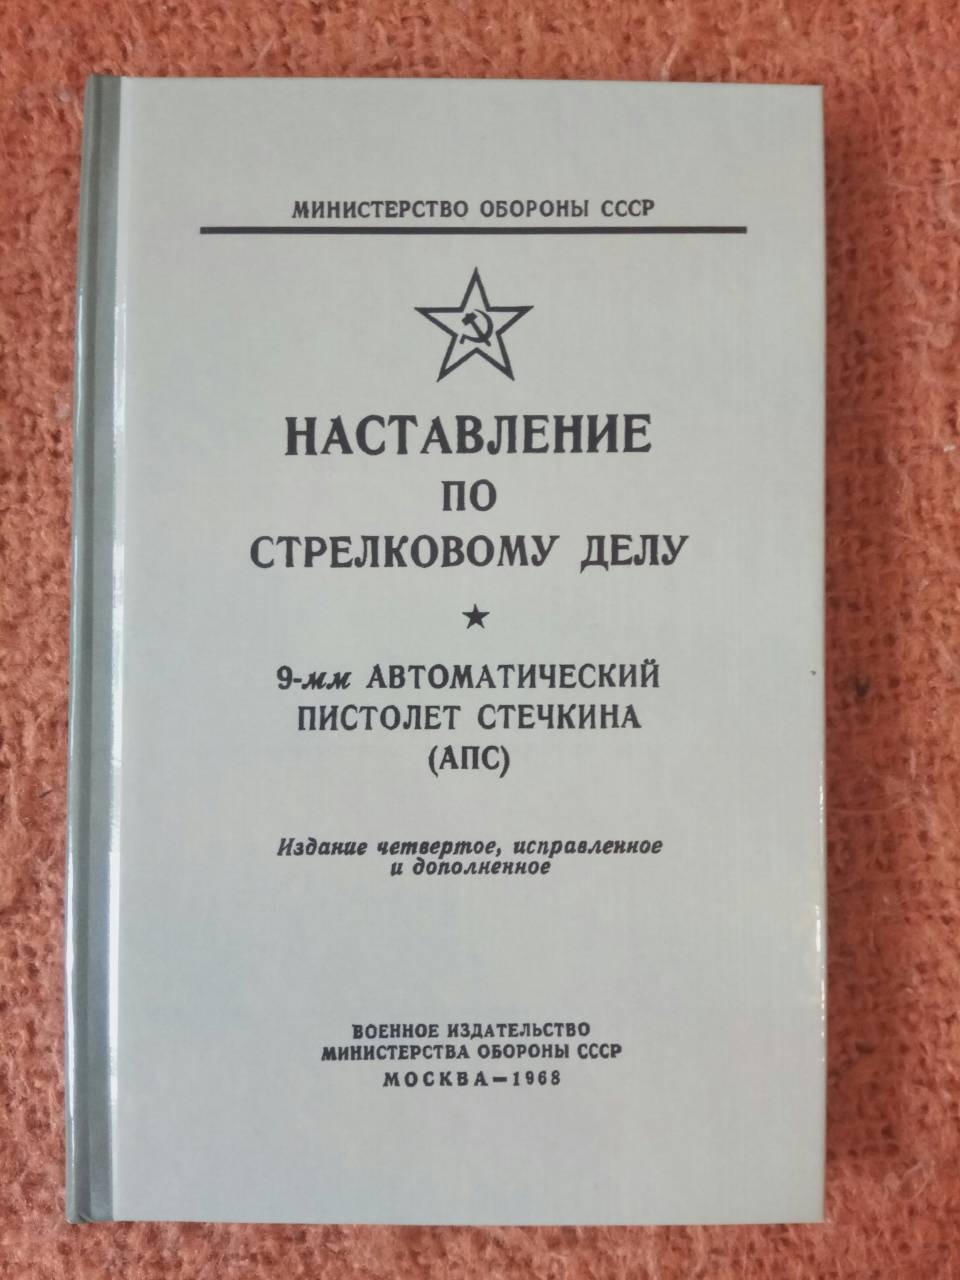 МИНИСТЕРСТВО ОБОРОНЫ СССР
НАСТАВЛЕНИЕ
ПО
СТРЕЛКОВОМУ ДЕЛУ
9-мм АВТОМАТИЧЕСКИЙ
ПИСТОЛЕТ СТЕЧКИНА
(АПС)
Издание четвертое, исправленное
и дополненное
ВОЕННОЕ ИЗДАТЕЛЬСТВО
МИНИСТЕРСТВА ОБОРОНЫ СССР
МОСКВА—1968